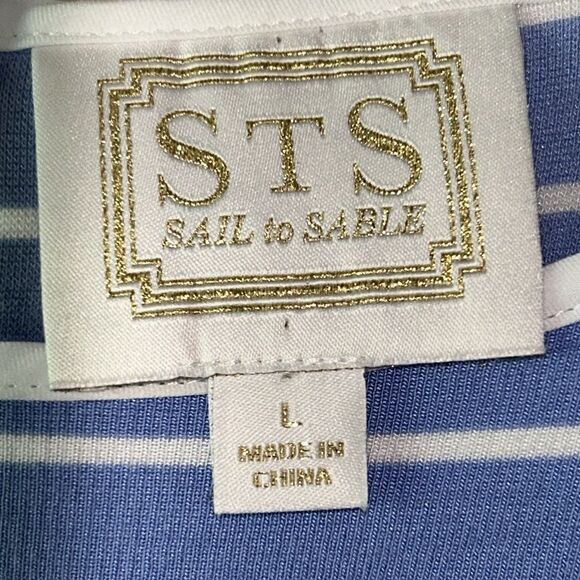 STS
SAIL to SABLE
L
MADE IN
CHINA